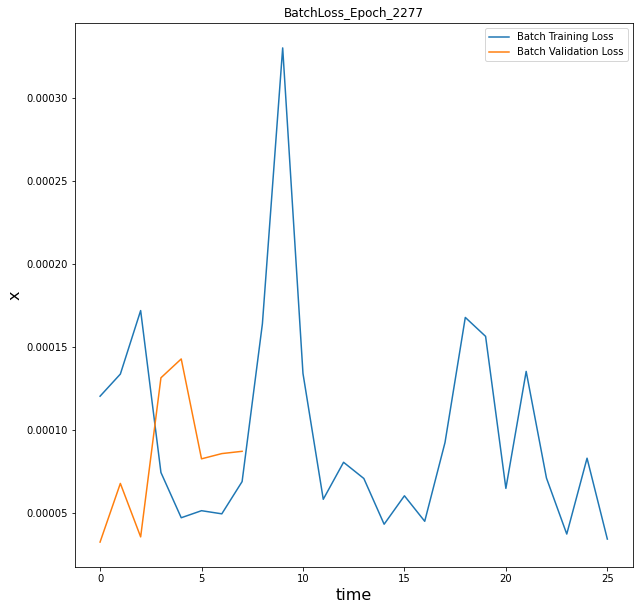 BatchLoss_Epoch_2277
Batch Training Loss
Batch Validation Loss
0.00030
0.00025
0.00020
0.00015
0.00010
0.00005
x
0 5 10 15 20 25
time